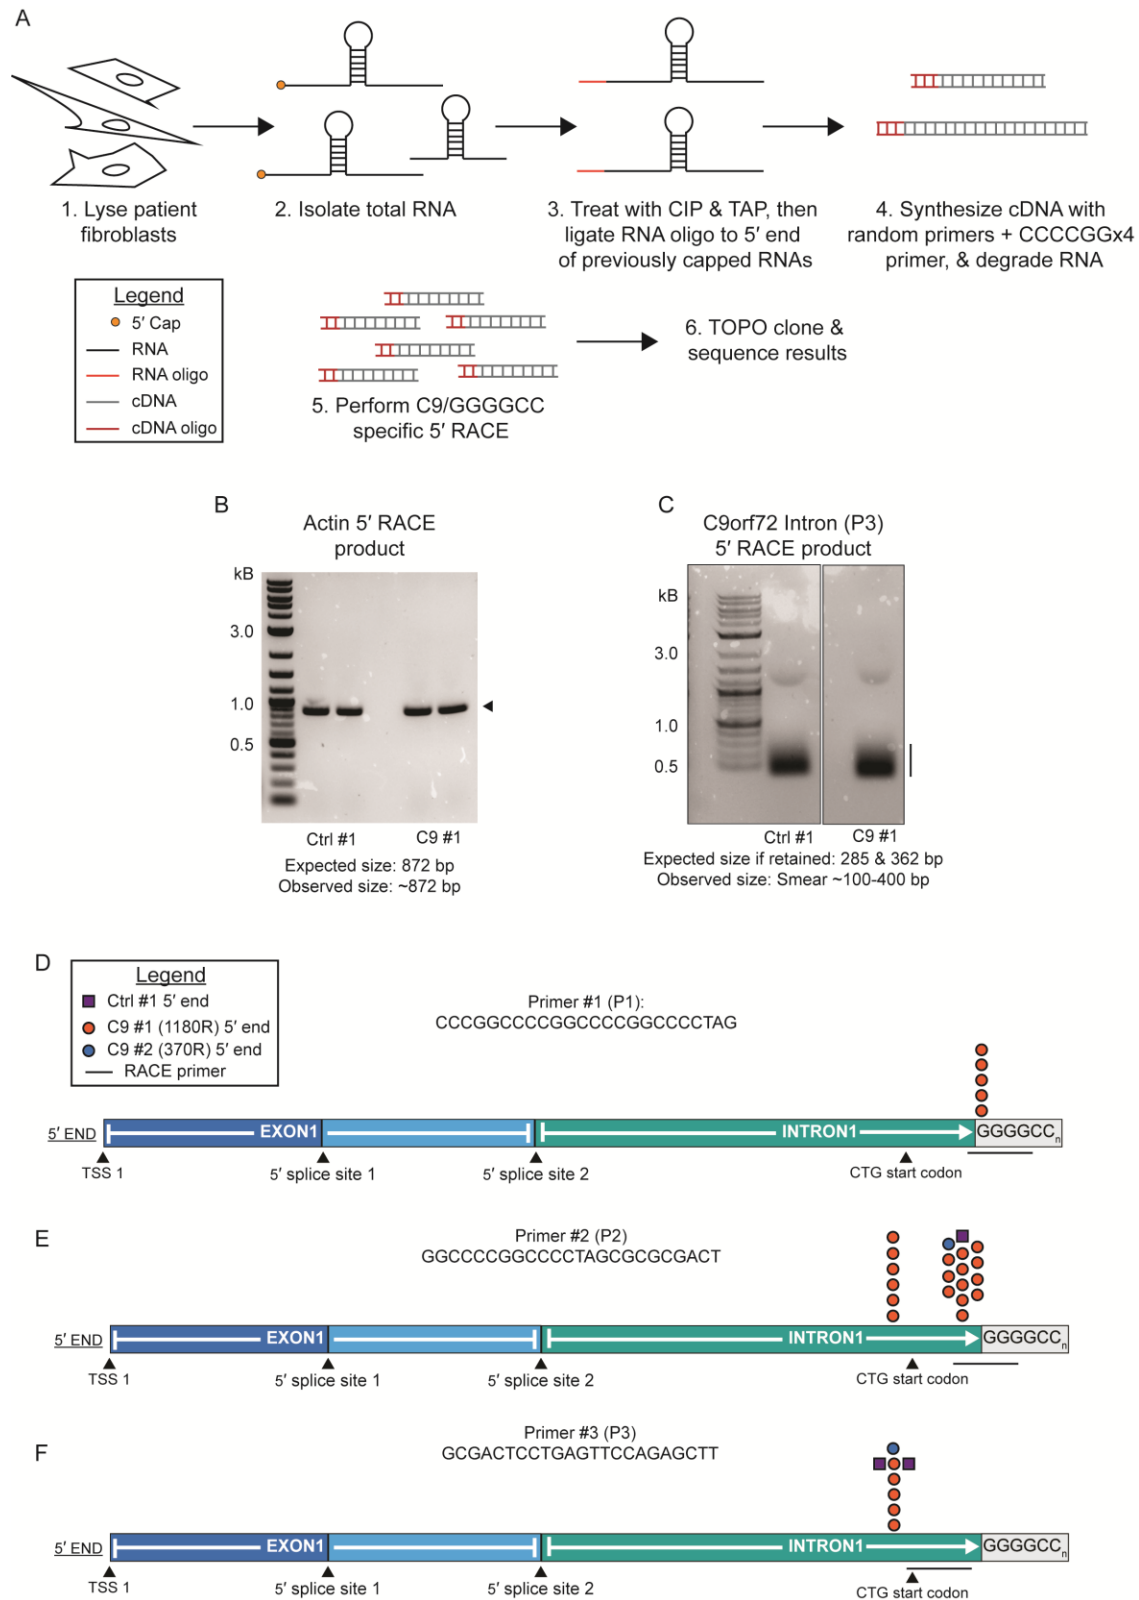 A
1. Lyse patient
fibroblasts
2. Isolate total RNA
3. Treat with CIP & TAP, then
ligate RNA oligo to 5′ end
of previously capped RNAs
4. Synthesize cDNA with
random primers + CCCCGGx4
primer, & degrade RNA
Legend
5′ Cap
RNA
RNA oligo
cDNA
cDNA oligo
5. Perform C9/GGGGCC
specific 5′ RACE
6. TOPO clone &
sequence results
B
Actin 5′ RACE
product
kB
3.0
1.0
0.5
Ctrl #1
C9 #1
Expected size: 872 bp
Observed size: ~872 bp
C
C9orf72 Intron (P3)
5′ RACE product
kB
3.0
1.0
0.5
Ctrl #1
C9 #1
Expected size if retained: 285 & 362 bp
Observed size: Smear ~100-400 bp
D
Legend
Ctrl #1 5′ end
C9 #1 (1180R) 5′ end
C9 #2 (370R) 5′ end
RACE primer
Primer #1 (P1):
CCCGGCCCCGGCCCCGGCCCCTAG
5′ END
EXON1
INTRON1
GGGGCCn
TSS 1
5′ splice site 1
5′ splice site 2
CTG start codon
E
Primer #2 (P2)
GGCCCCGGCCCCTAGCGCGCGACT
5′ END
EXON1
INTRON1
GGGGCCn
TSS 1
5′ splice site 1
5′ splice site 2
CTG start codon
F
Primer #3 (P3)
GCGACTCCTGAGTTCCAGAGCTT
5′ END
EXON1
INTRON1
GGGGCCn
TSS 1
5′ splice site 1
5′ splice site 2
CTG start codon